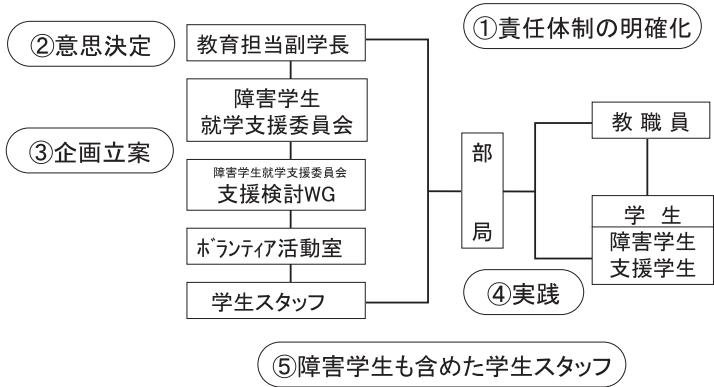 ①責任体制の明確化
②意思決定
教育担当副学長
障害学生
就学支援委員会
③企画立案
障害学生就学支援委員会
支援検討WG
ボランティア活動室
学生スタッフ
部
局
教職員
学生
障害学生
支援学生
④実践
⑤障害学生も含めた学生スタッフ